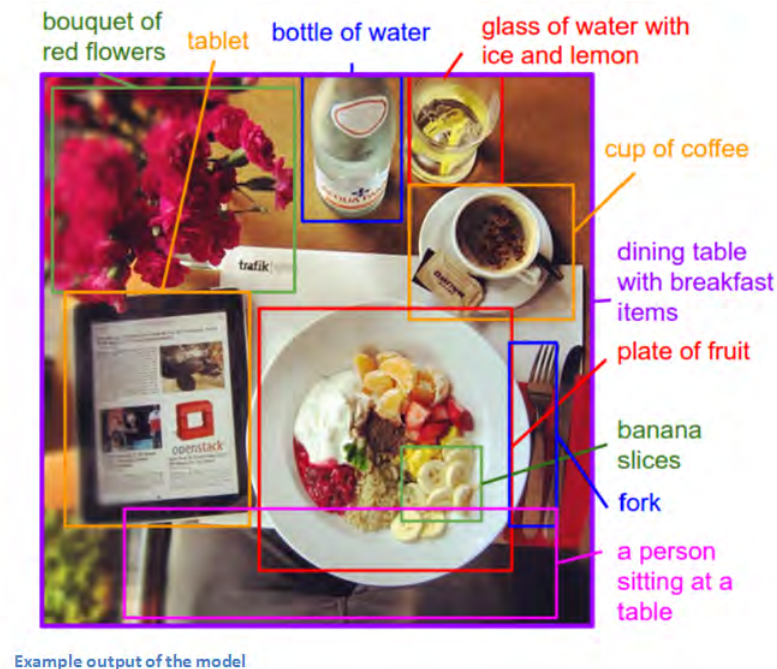 bouquet of
red flowers
tablet
bottle of water
glass of water with
ice and lemon
cup of coffee
trafik
dining table
with breakfast
items
plate of fruit
openstack
banana
slices
fork
a person
sitting at a
table
Example output of the model